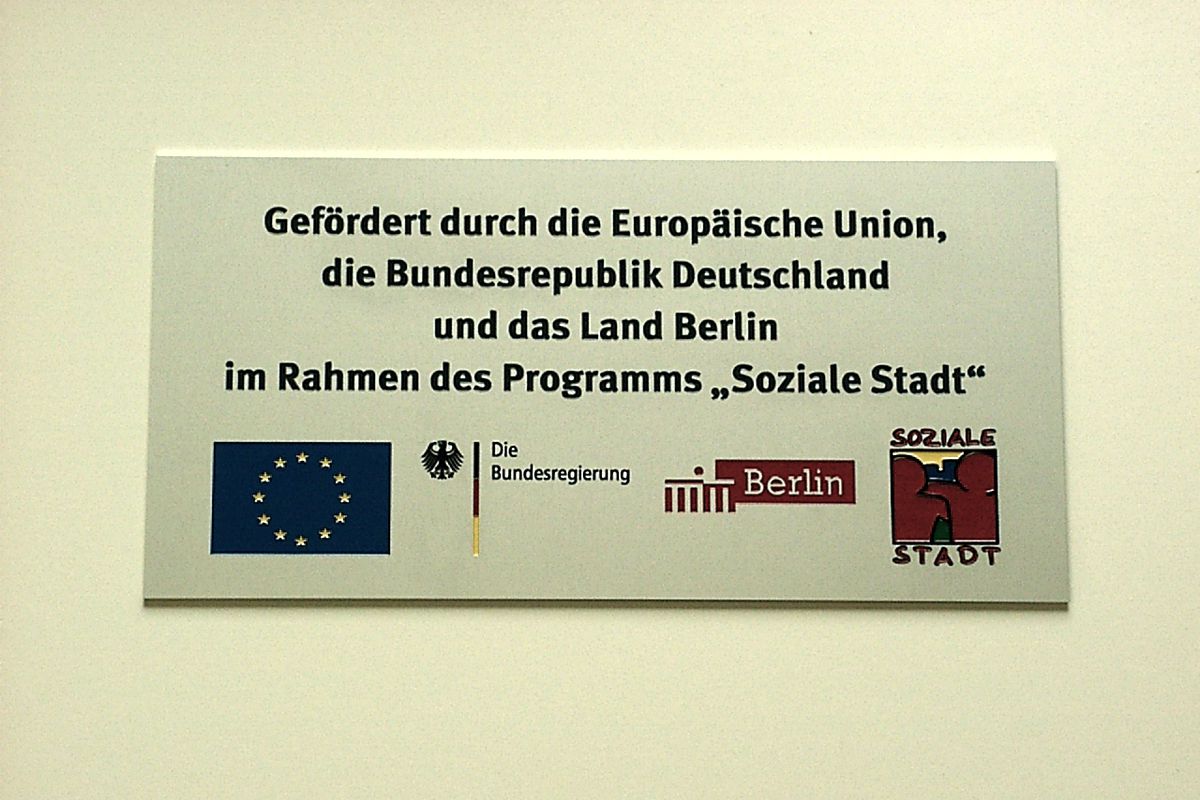 Gefördert durch die Europäische Union,
die Bundesrepublik Deutschland
und das Land Berlin
im Rahmen des Programms „Soziale Stadt“
Die
Bundesregierung
Berlin
SOZIALE
STADT